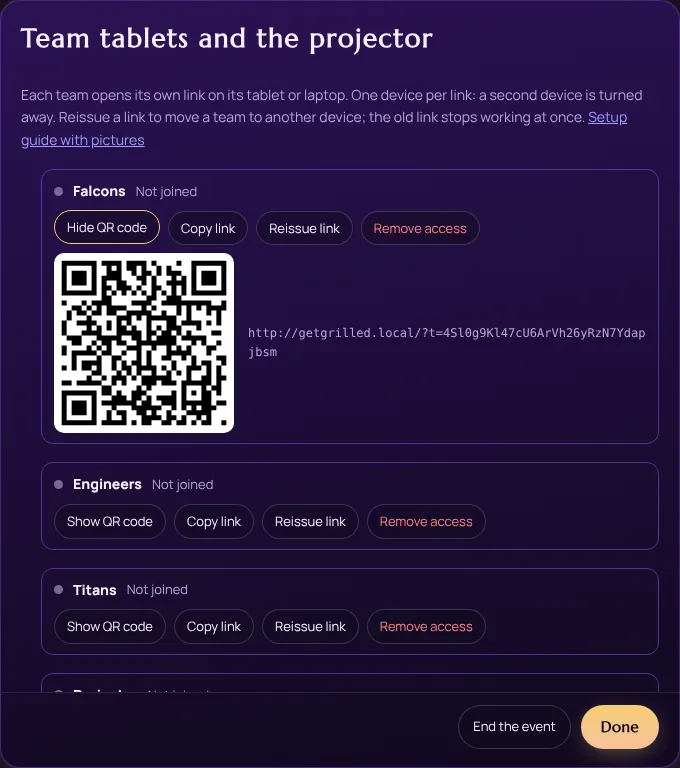 Team tablets and the projector
Each team opens its own link on its tablet or laptop. One device per link: a second device is turned
away. Reissue a link to move a team to another device; the old link stops working at once. Setup
guide with pictures
Falcons Not joined
Hide QR code Copy link Reissue link Remove access
http://getgrilled.local/?t=4Sl0g9Kl47cU6ArVh26yRzN7Ydap
jbsm
Engineers Not joined
Show QR code Copy link Reissue link Remove access
Titans Not joined
Show QR code Copy link Reissue link Remove access
End the event Done